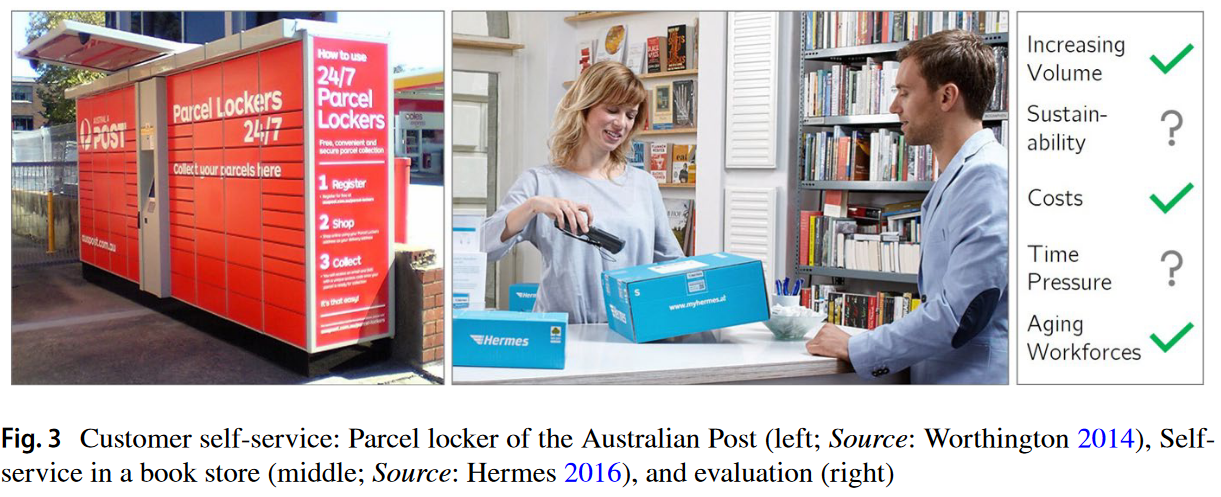 AUSTRALIA
POST
auspost.com.au
Parcel Lockers
24/7
Collect your parcels here
How to use
24/7
Parcel
Lockers
Free, convenient and
secure parcel collection
1 Register
2 Shop
3 Collect
It's that easy!
coles
Hermes
S
www.myhermes.at
Hermes
Increasing
Volume
Sustain-
ability
?
Costs
Time
Pressure
?
Aging
Workforces
Fig. 3 Customer self-service: Parcel locker of the Australian Post (left; Source: Worthington 2014), Self-
service in a book store (middle; Source: Hermes 2016), and evaluation (right)